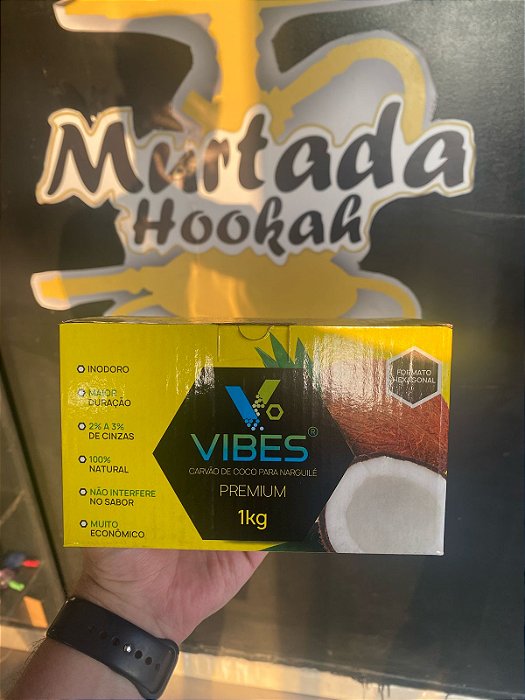 Murtada
Hookah
INODORO
MAIOR
DURAÇÃO
2% A 3%
DE CINZAS
100%
NATURAL
NÃO INTERFERE
NO SABOR
MUITO
ECONÔMICO
VIBES®
CARVÃO DE COCO PARA NARGUILÉ
PREMIUM
1kg
FORMATO
HEXAGONAL